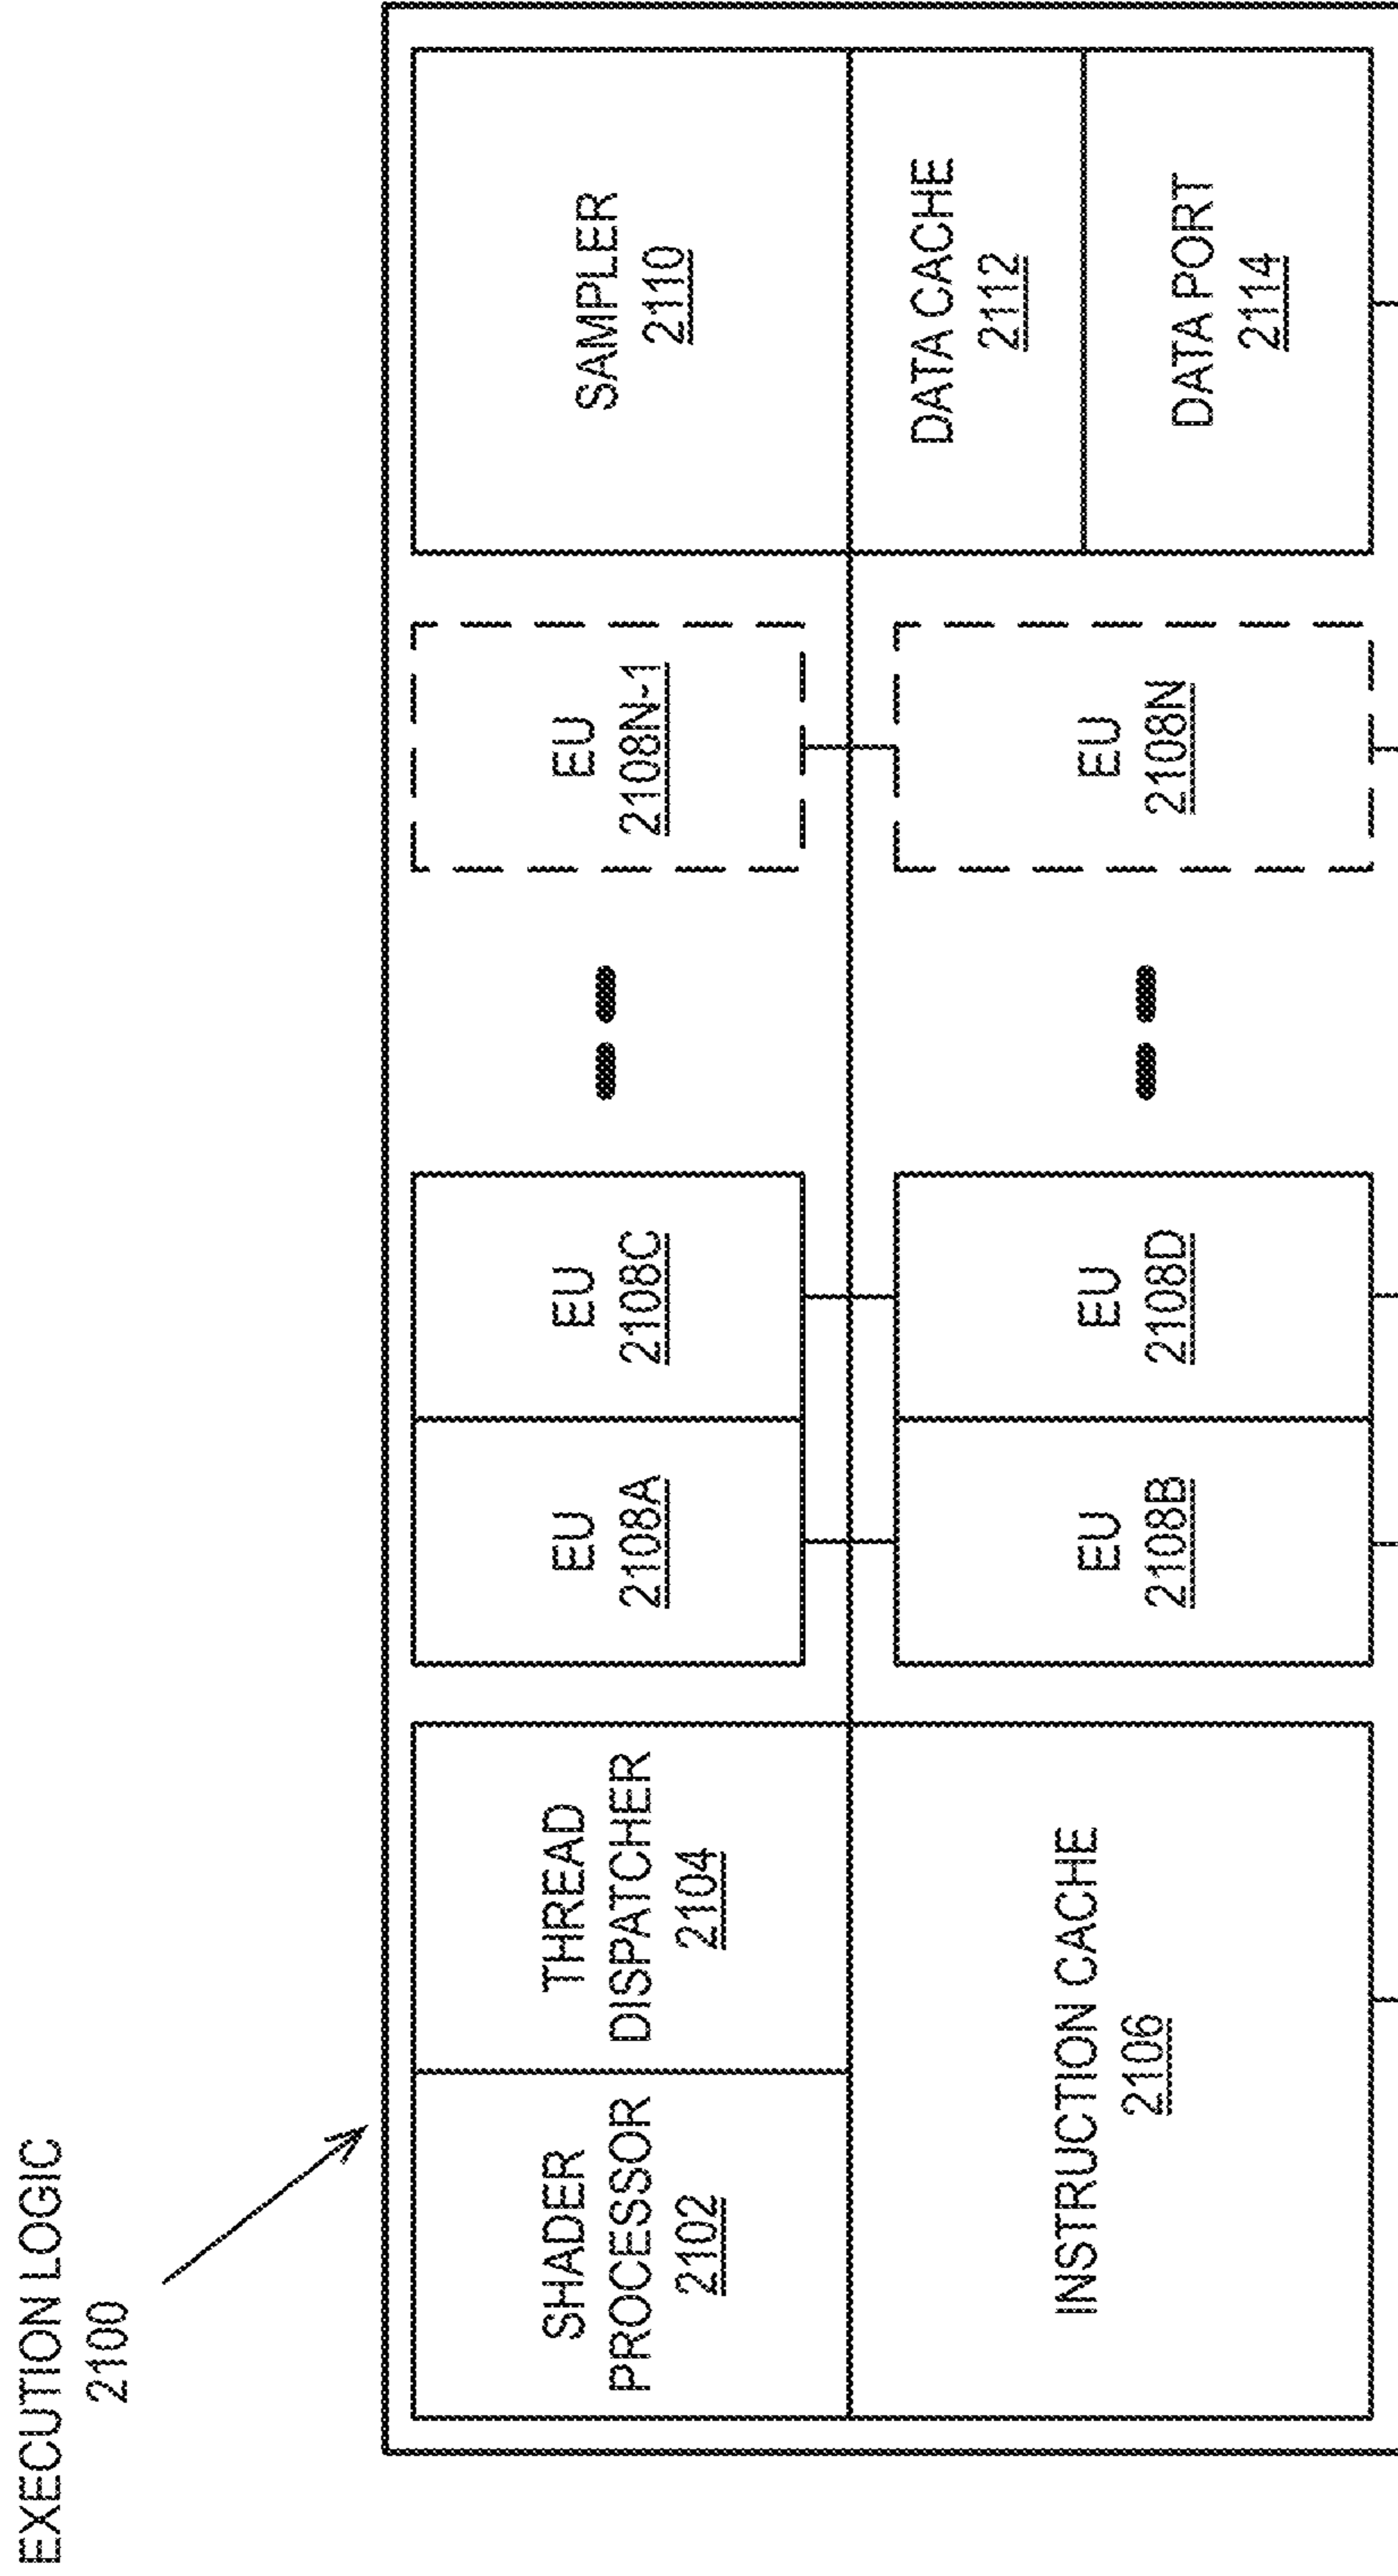 EXECUTION LOGIC
2100
SHADER
PROCESSOR
2102
THREAD
DISPATCHER
2104
INSTRUCTION CACHE
2106
EU
2108A
EU
2108C
EU
2108B
EU
2108D
EU
2108N-1
EU
2108N
SAMPLER
2110
DATA CACHE
2112
DATA PORT
2114